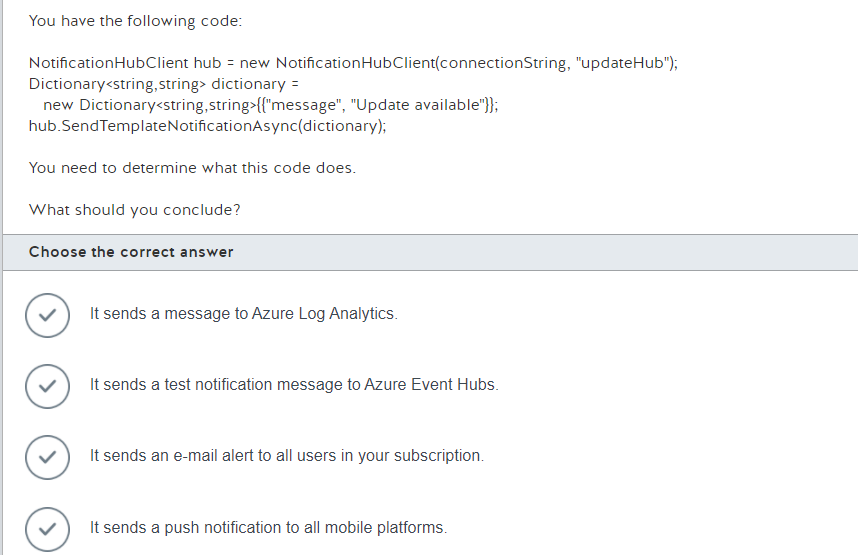 You have the following code:
NotificationHubClient hub = new NotificationHubClient(connectionString, "updateHub");
Dictionary<string,string> dictionary =
new Dictionary<string,string>{{"message", "Update available"}};
hub.SendTemplateNotificationAsync(dictionary);
You need to determine what this code does.
What should you conclude?
Choose the correct answer
It sends a message to Azure Log Analytics.
It sends a test notification message to Azure Event Hubs.
It sends an e-mail alert to all users in your subscription.
It sends a push notification to all mobile platforms.